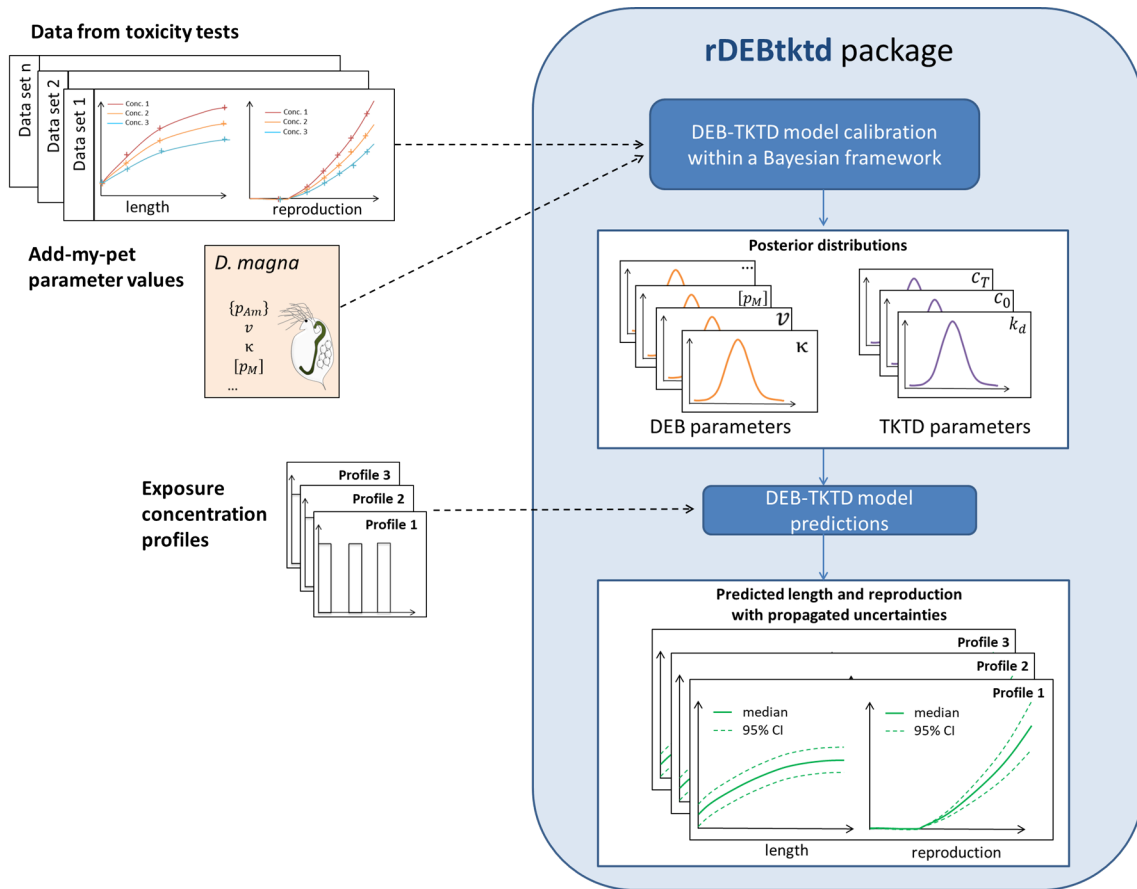 Data from toxicity tests
Data set n
Data set 2
Data set 1
Conc. 1
Conc. 2
Conc. 3
Conc. 1
Conc. 2
Conc. 3
length
reproduction
Add-my-pet
parameter values
D. magna
{p_{Am}}
v
κ
[p_M]
...
Exposure
concentration
profiles
Profile 3
Profile 2
Profile 1
rDEBtktd package
DEB-TKTD model calibration
within a Bayesian framework
Posterior distributions
...
[p_M]
v
κ
DEB parameters
c_T
c_0
k_d
TKTD parameters
DEB-TKTD model
predictions
Predicted length and reproduction
with propagated uncertainties
Profile 3
Profile 2
Profile 1
median
95% CI
median
95% CI
length
reproduction